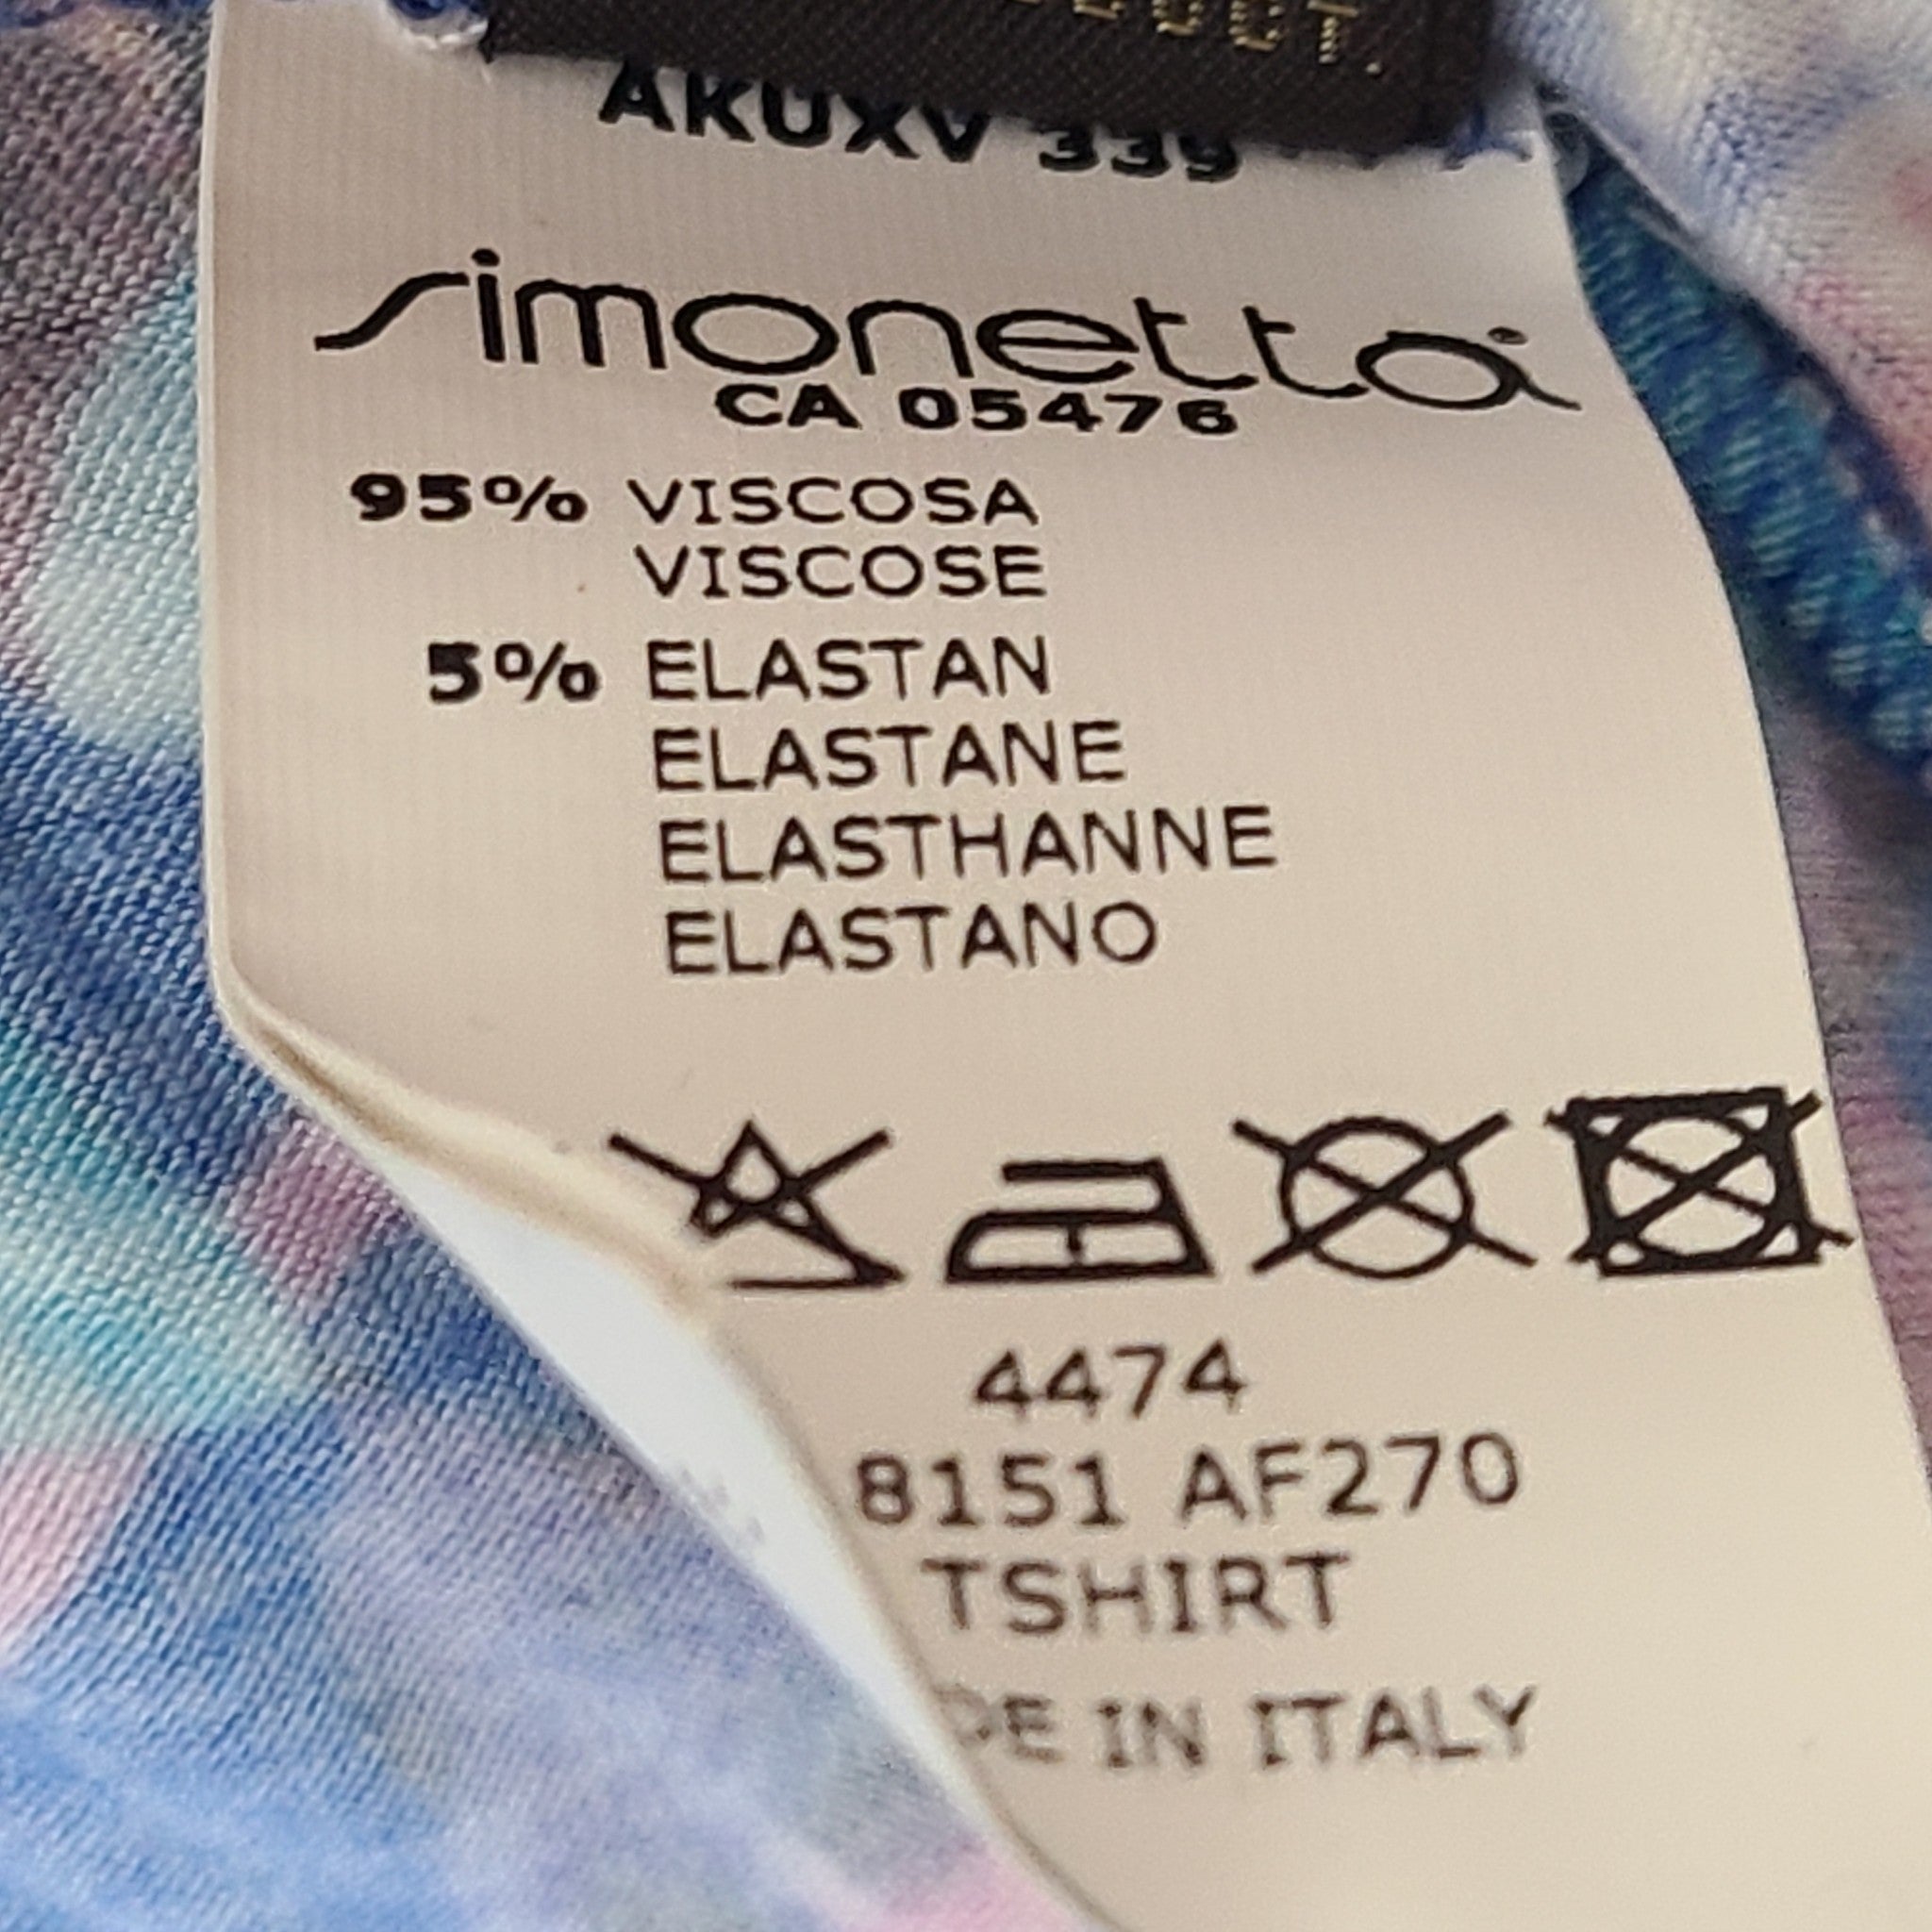 AKUXV 339
simonetta
CA 05476
95% VISCOSA
VISCOSE
5% ELASTAN
ELASTANE
ELASTHANNE
ELASTANO
4474
8151 AF270
TSHIRT
DE IN ITALY